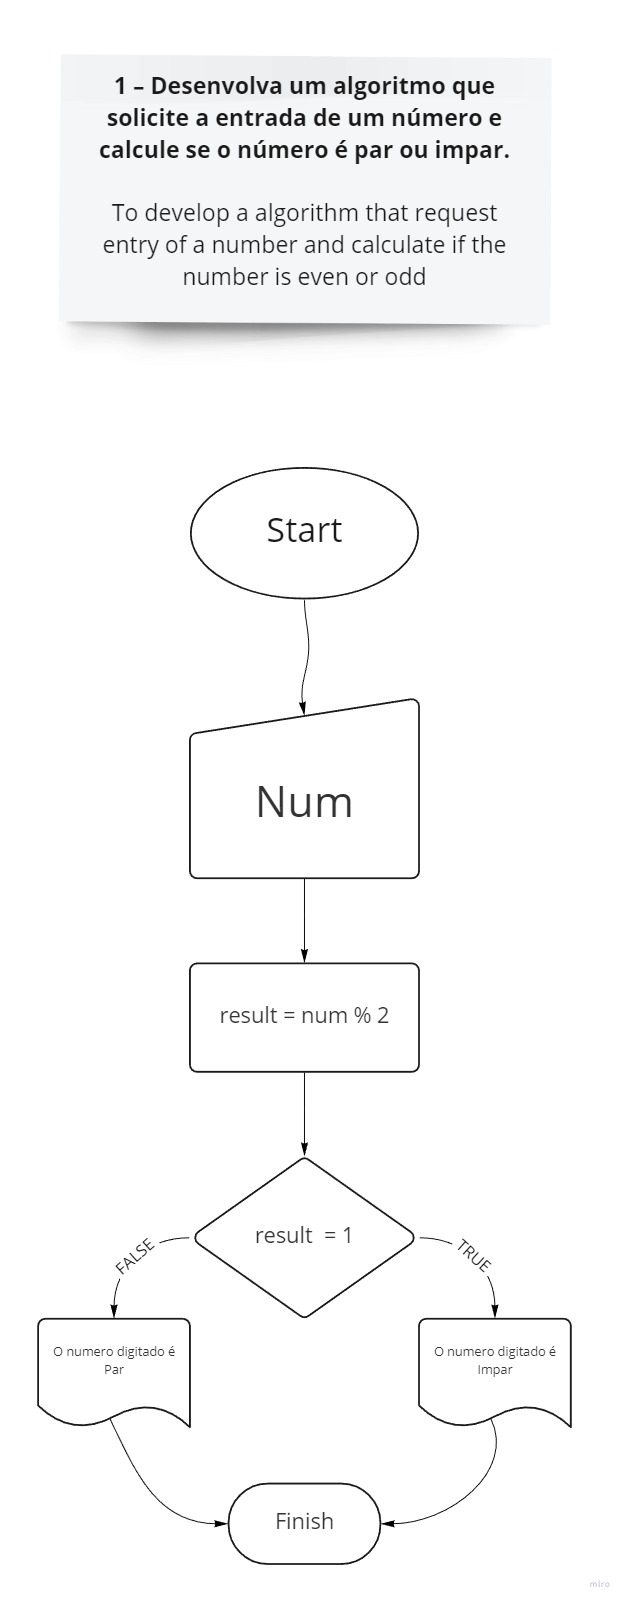 1 – Desenvolva um algoritmo que
solicite a entrada de um número e
calcule se o número é par ou impar.
To develop a algorithm that request
entry of a number and calculate if the
number is even or odd
Start
Num
result = num % 2
result  = 1
FALSE
TRUE
O numero digitado é
Par
O numero digitado é
Impar
Finish
miro